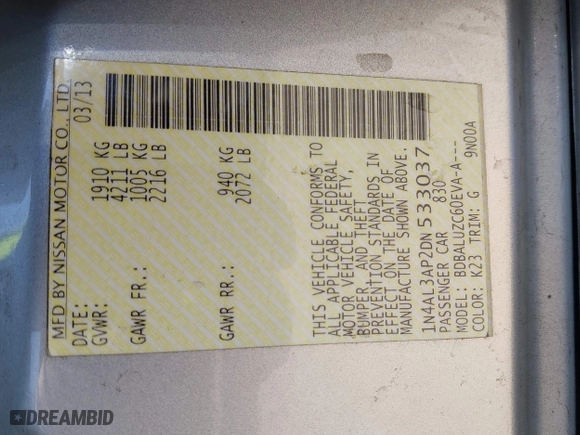 MFD BY NISSAN MOTOR CO., LTD
DATE: 03/13
GVWR: 1910 KG
4211 LB
GAWR FR.: 1005 KG
2216 LB
GAWR RR.: 940 KG
2072 LB
THIS VEHICLE CONFORMS TO
ALL APPLICABLE FEDERAL
MOTOR VEHICLE SAFETY,
BUMPER, AND THEFT
PREVENTION STANDARDS IN
EFFECT ON THE DATE OF
MANUFACTURE SHOWN ABOVE.
1N4AL3AP2DN533037
PASSENGER CAR 830
MODEL: BDBALUZC60EVA-A---
COLOR: K23 TRIM: G 9N00A
DREAMBID